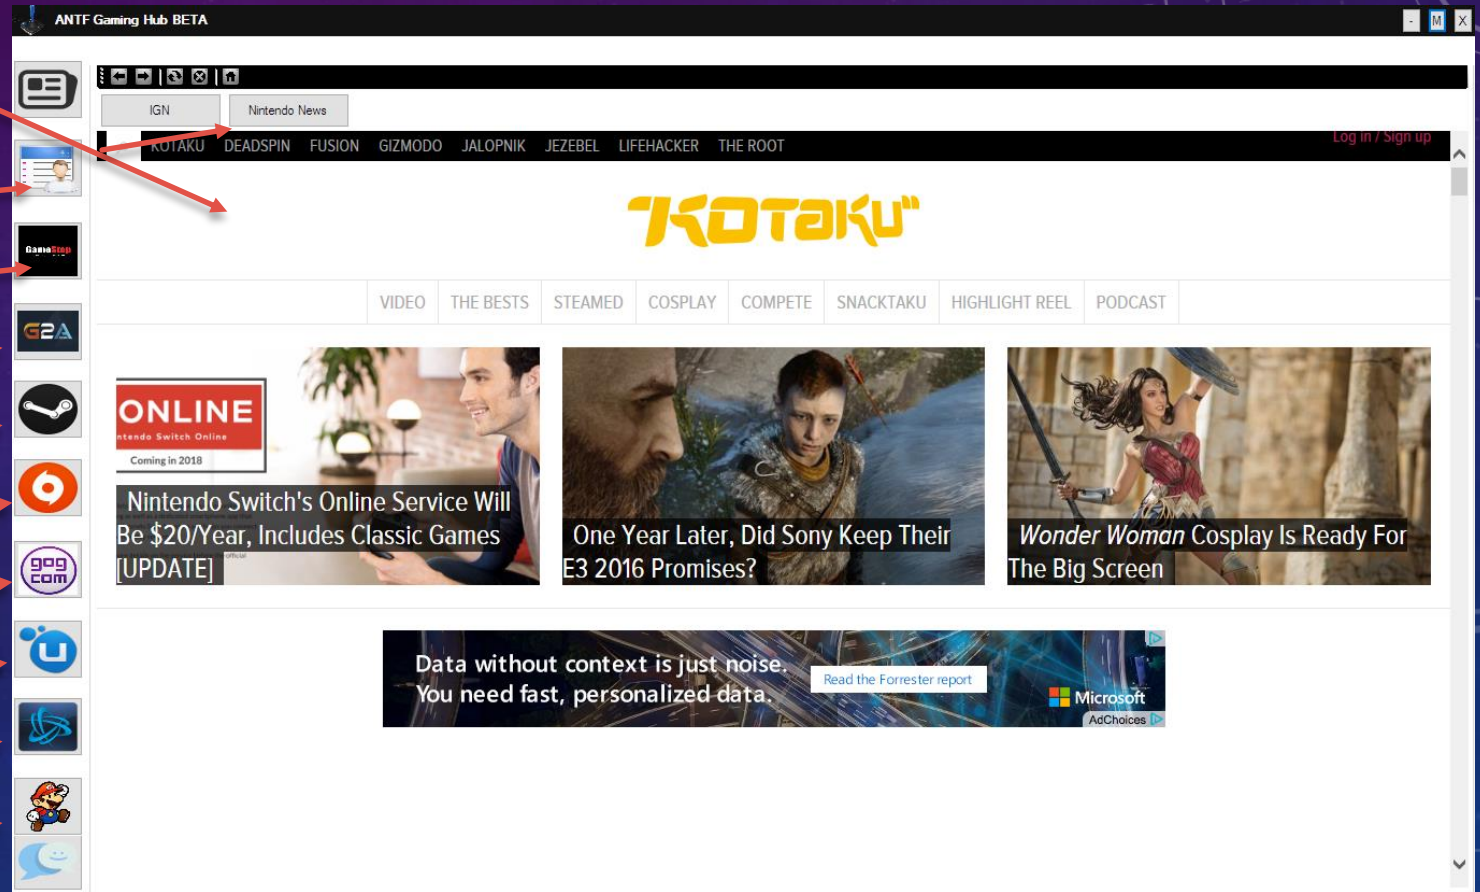 ANTF Gaming Hub BETA
- M X
IGN
Nintendo News
KOTAKU DEADSPIN FUSION GIZMODO JALOPNIK JEZEBEL LIFEHACKER THE ROOT
Log in / Sign up
KOTAKU
GameStop
VIDEO THE BESTS STEAMED COSPLAY COMPETE SNACKTAKU HIGHLIGHT REEL PODCAST
G2A
ONLINE
ntendo Switch Online
Coming in 2018
Nintendo Switch's Online Service Will
Be $20/Year, Includes Classic Games
[UPDATE]
One Year Later, Did Sony Keep Their
E3 2016 Promises?
Wonder Woman Cosplay Is Ready For
The Big Screen
gog
com
Data without context is just noise.
You need fast, personalized data.
Read the Forrester report
Microsoft
AdChoices